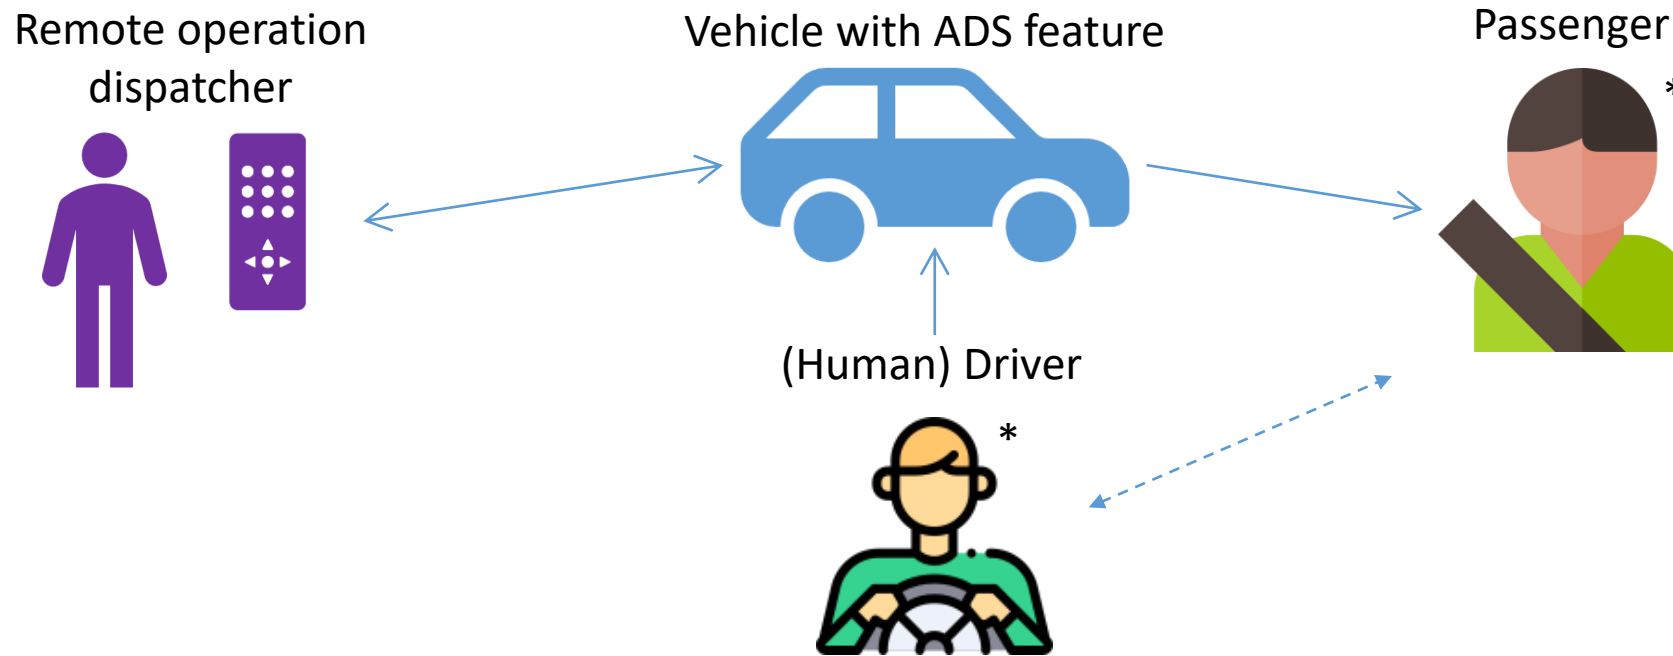 Remote operation
dispatcher
Vehicle with ADS feature
Passenger
*
(Human) Driver
*